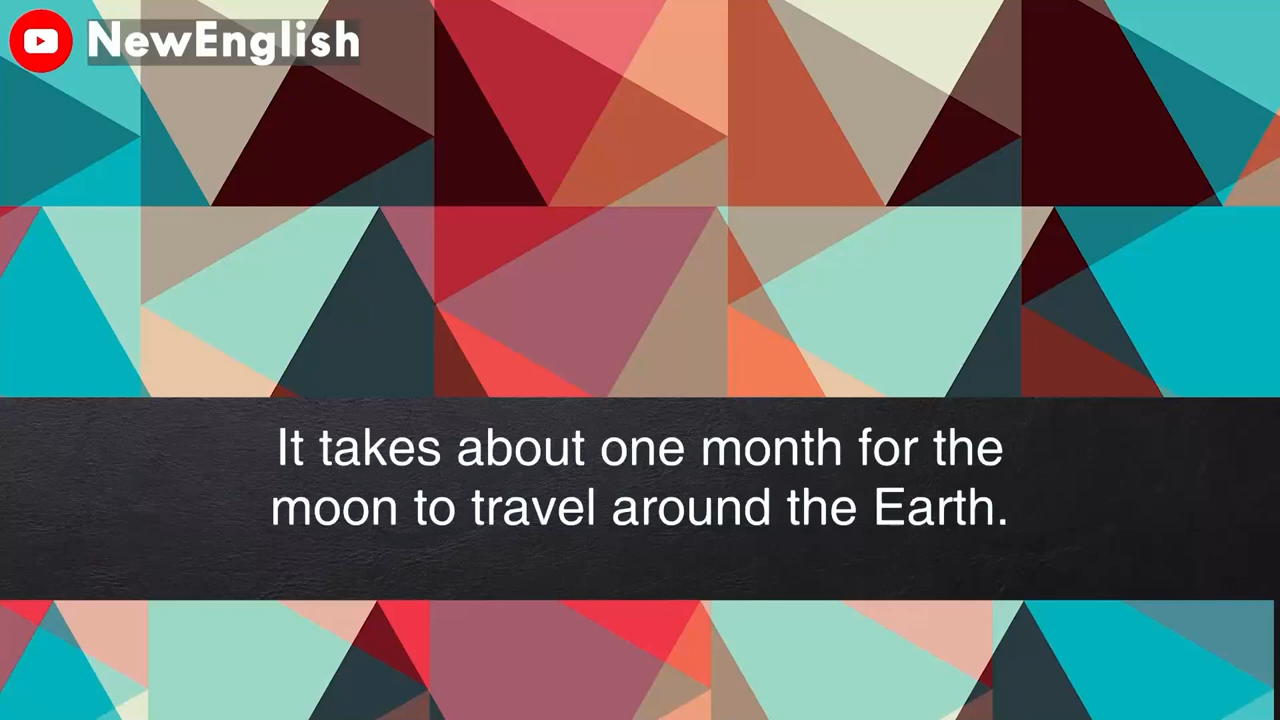 NewEnglish
It takes about one month for the
moon to travel around the Earth.